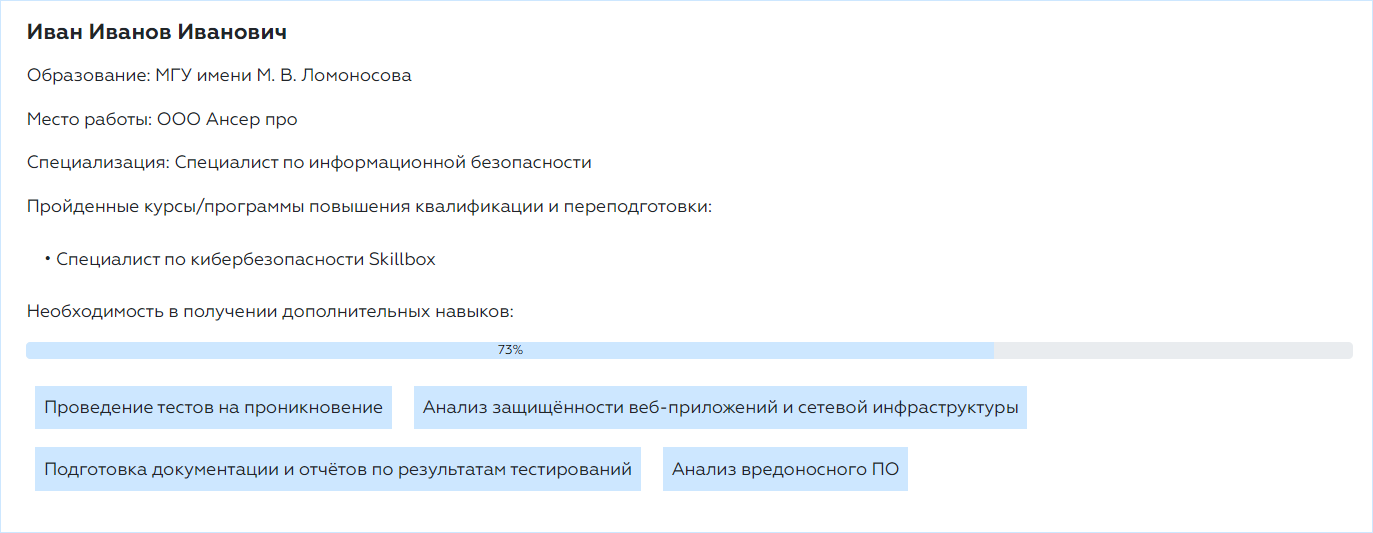 Иван Иванов Иванович
Образование: МГУ имени М. В. Ломоносова
Место работы: ООО Ансер про
Специализация: Специалист по информационной безопасности
Пройденные курсы/программы повышения квалификации и переподготовки:
• Специалист по кибербезопасности Skillbox
Необходимость в получении дополнительных навыков:
73%
Проведение тестов на проникновение Анализ защищённости веб-приложений и сетевой инфраструктуры
Подготовка документации и отчётов по результатам тестирований Анализ вредоносного ПО